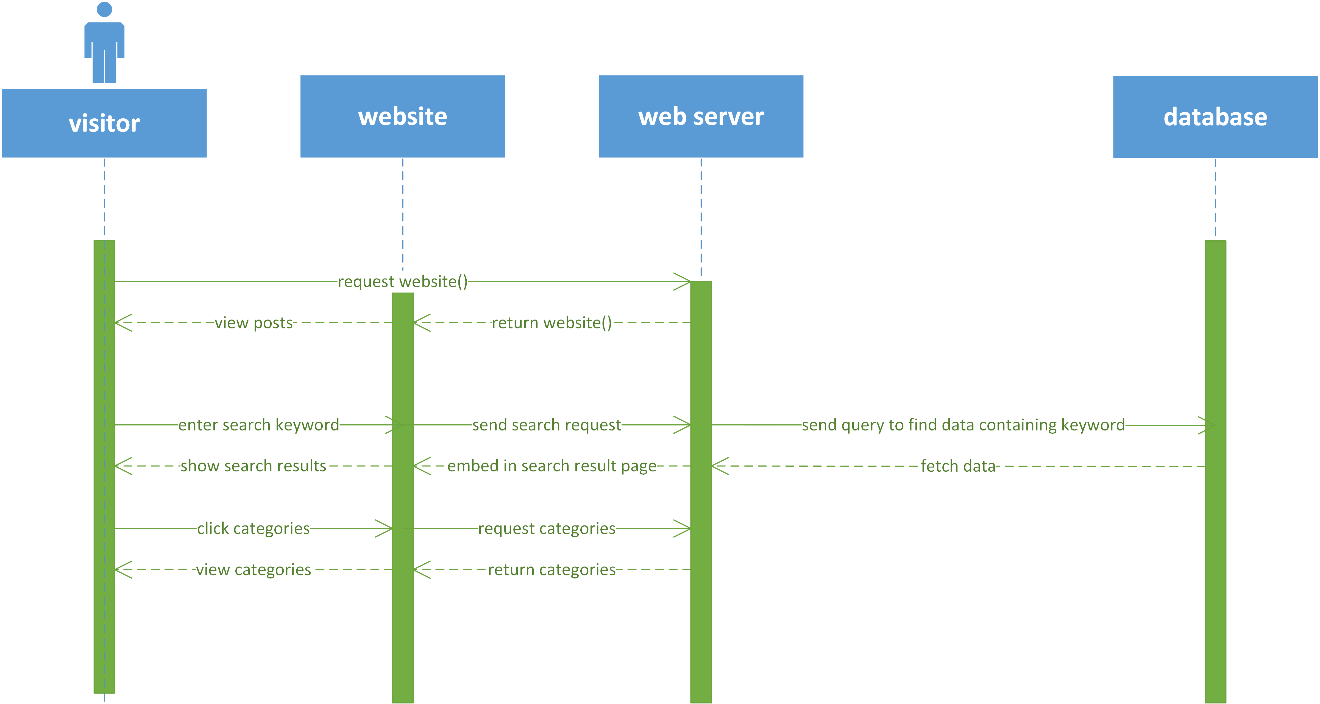 visitor
website
web server
database
request website()
view posts
return website()
enter search keyword
send search request
send query to find data containing keyword
show search results
embed in search result page
fetch data
click categories
request categories
view categories
return categories